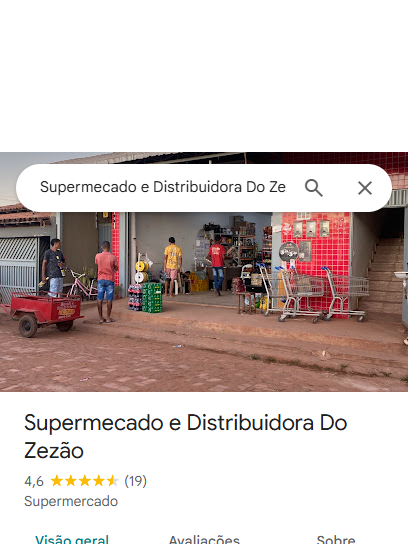 Supermecado e Distribuidora Do Ze
Supermecado e Distribuidora Do
Zezão
4,6 (19)
Supermercado
Visão geral Avaliações Sobre